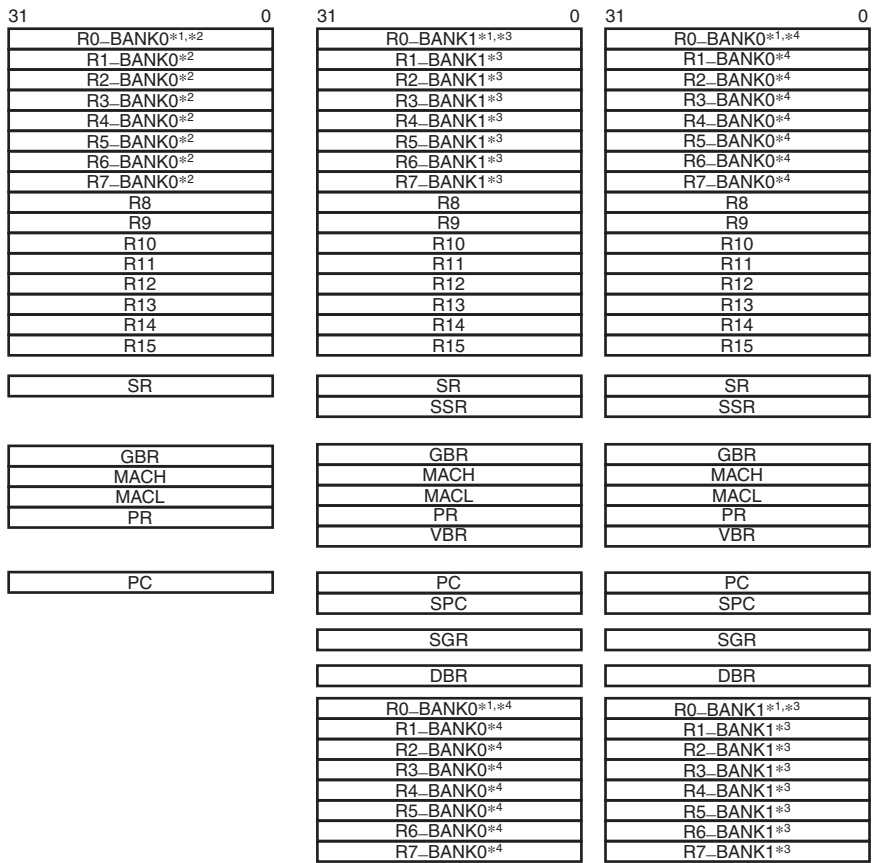 31 0
R0_BANK0*1,*2
R1_BANK0*2
R2_BANK0*2
R3_BANK0*2
R4_BANK0*2
R5_BANK0*2
R6_BANK0*2
R7_BANK0*2
R8
R9
R10
R11
R12
R13
R14
R15
SR
GBR
MACH
MACL
PR
PC
31 0
R0_BANK1*1,*3
R1_BANK1*3
R2_BANK1*3
R3_BANK1*3
R4_BANK1*3
R5_BANK1*3
R6_BANK1*3
R7_BANK1*3
R8
R9
R10
R11
R12
R13
R14
R15
SR
SSR
GBR
MACH
MACL
PR
VBR
PC
SPC
SGR
DBR
R0_BANK0*1,*4
R1_BANK0*4
R2_BANK0*4
R3_BANK0*4
R4_BANK0*4
R5_BANK0*4
R6_BANK0*4
R7_BANK0*4
31 0
R0_BANK0*1,*4
R1_BANK0*4
R2_BANK0*4
R3_BANK0*4
R4_BANK0*4
R5_BANK0*4
R6_BANK0*4
R7_BANK0*4
R8
R9
R10
R11
R12
R13
R14
R15
SR
SSR
GBR
MACH
MACL
PR
VBR
PC
SPC
SGR
DBR
R0_BANK1*1,*3
R1_BANK1*3
R2_BANK1*3
R3_BANK1*3
R4_BANK1*3
R5_BANK1*3
R6_BANK1*3
R7_BANK1*3